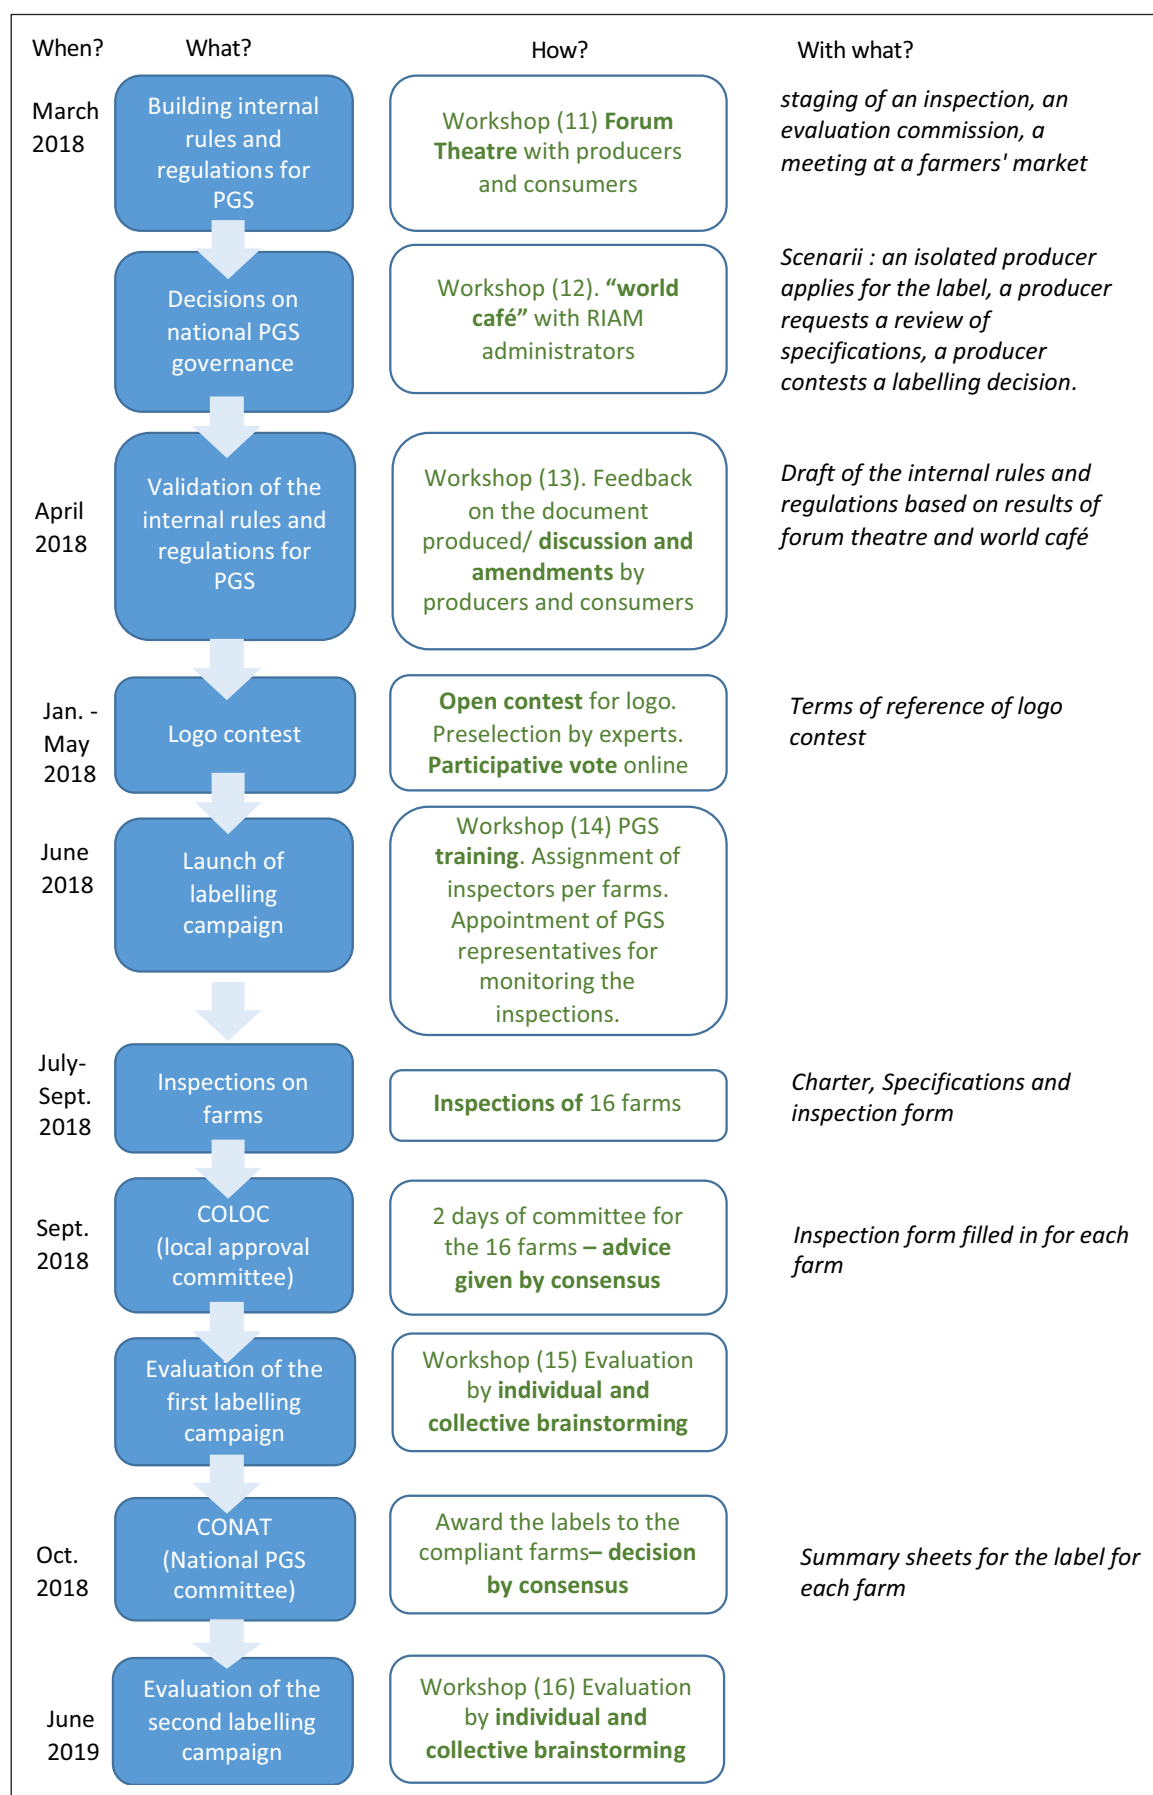 When?
What?
How?
With what?
March
2018
Building internal
rules and
regulations for
PGS
Workshop (11) Forum
Theatre with producers
and consumers
staging of an inspection, an
evaluation commission, a
meeting at a farmers' market
Decisions on
national PGS
governance
Workshop (12). “world
café” with RIAM
administrators
Scenarii : an isolated producer
applies for the label, a producer
requests a review of
specifications, a producer
contests a labelling decision.
April
2018
Validation of the
internal rules and
regulations for
PGS
Workshop (13). Feedback
on the document
produced/ discussion and
amendments by
producers and consumers
Draft of the internal rules and
regulations based on results of
forum theatre and world café
Jan. -
May
2018
Logo contest
Open contest for logo.
Preselection by experts.
Participative vote online
Terms of reference of logo
contest
June
2018
Launch of
labelling
campaign
Workshop (14) PGS
training. Assignment of
inspectors per farms.
Appointment of PGS
representatives for
monitoring the
inspections.
July-
Sept.
2018
Inspections on
farms
Inspections of 16 farms
Charter, Specifications and
inspection form
Sept.
2018
COLOC
(local approval
committee)
2 days of committee for
the 16 farms – advice
given by consensus
Inspection form filled in for each
farm
Evaluation of the
first labelling
campaign
Workshop (15) Evaluation
by individual and
collective brainstorming
Oct.
2018
CONAT
(National PGS
committee)
Award the labels to the
compliant farms– decision
by consensus
Summary sheets for the label for
each farm
June
2019
Evaluation of the
second labelling
campaign
Workshop (16) Evaluation
by individual and
collective brainstorming